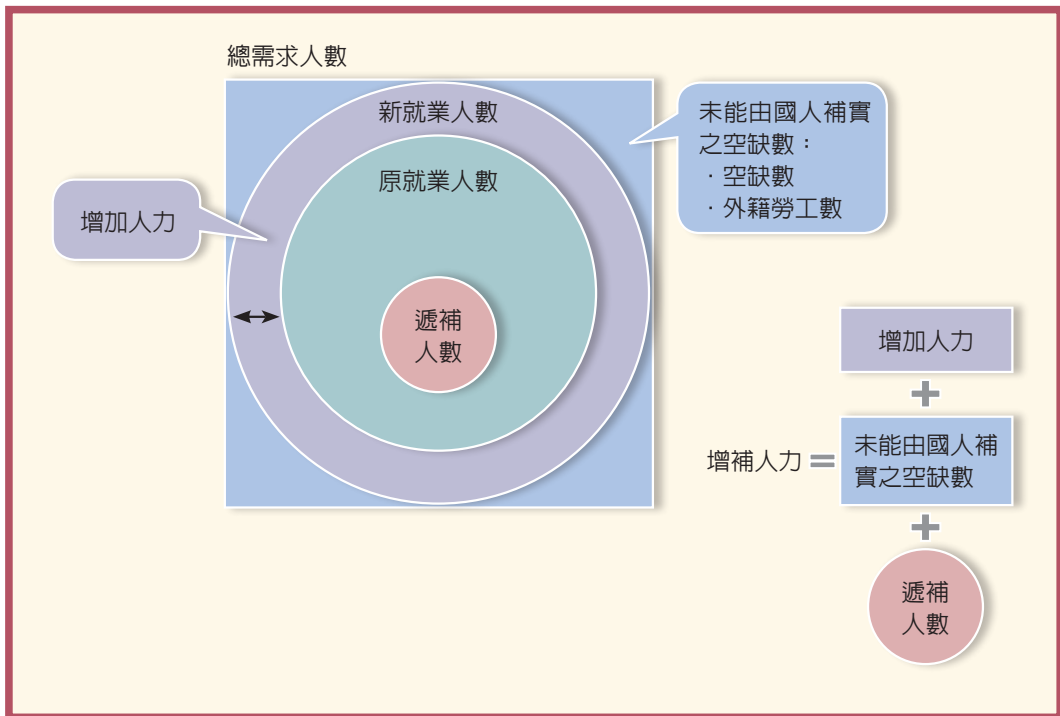 總需求人數
新就業人數
原就業人數
遞補
人數
增加人力
未能由國人補實
之空缺數：
·空缺數
·外籍勞工數
增加人力
+
增補人力 = 未能由國人補
實之空缺數
+
遞補
人數